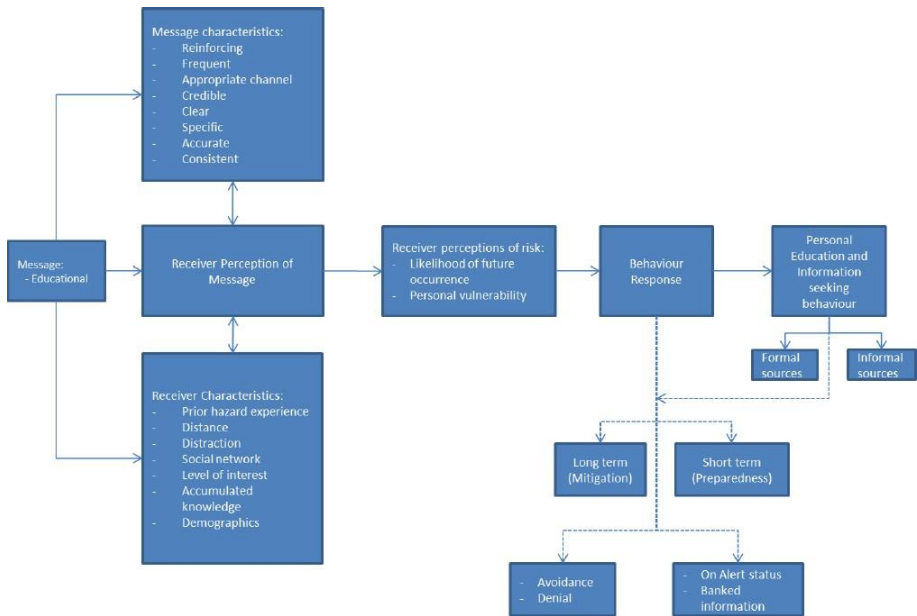 Message characteristics:
- Reinforcing
- Frequent
- Appropriate channel
- Credible
- Clear
- Specific
- Accurate
- Consistent
Message:
- Educational
Receiver Perception of
Message
Receiver perceptions of risk:
- Likelihood of future
occurrence
- Personal vulnerability
Behaviour
Response
Personal
Education and
Information
seeking
behaviour
Formal
sources
Informal
sources
Receiver Characteristics:
- Prior hazard experience
- Distance
- Distraction
- Social network
- Level of interest
- Accumulated
knowledge
- Demographics
Long term
(Mitigation)
Short term
(Preparedness)
- Avoidance
- Denial
- On Alert status
- Banked
information